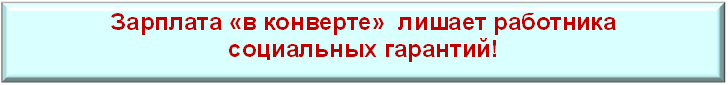 Зарплата «в конверте»  лишает работника
социальных гарантий!